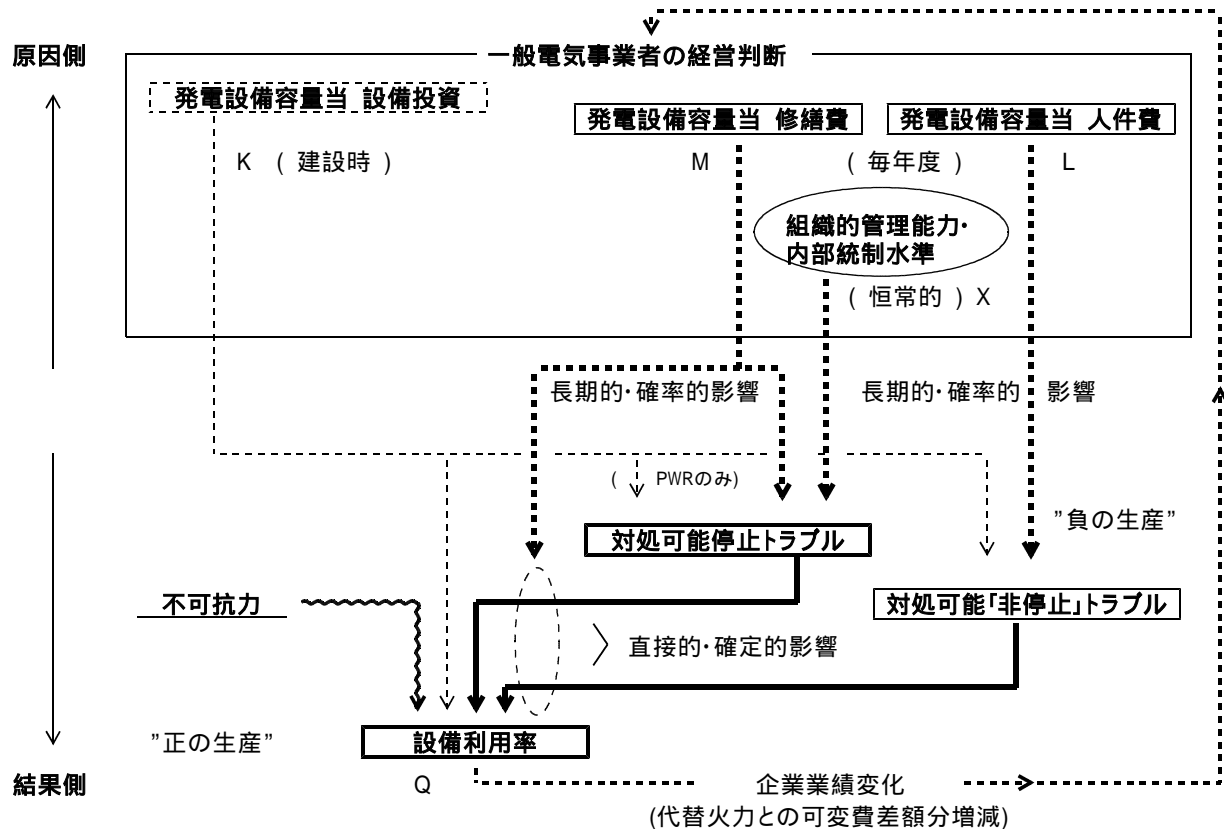 原因側
一般電気事業者の経営判断
発電設備容量当 設備投資
発電設備容量当 修繕費
発電設備容量当 人件費
K ( 建設時 )
M
( 毎年度 )
L
組織的管理能力・
内部統制水準
( 恒常的 ) X
長期的・確率的影響
長期的・確率的 影響
( PWRのみ)
”負の生産”
対処可能停止トラブル
不可抗力
対処可能「非停止」トラブル
直接的・確定的影響
”正の生産”
設備利用率
結果側
Q
企業業績変化
(代替火力との可変費差額分増減)